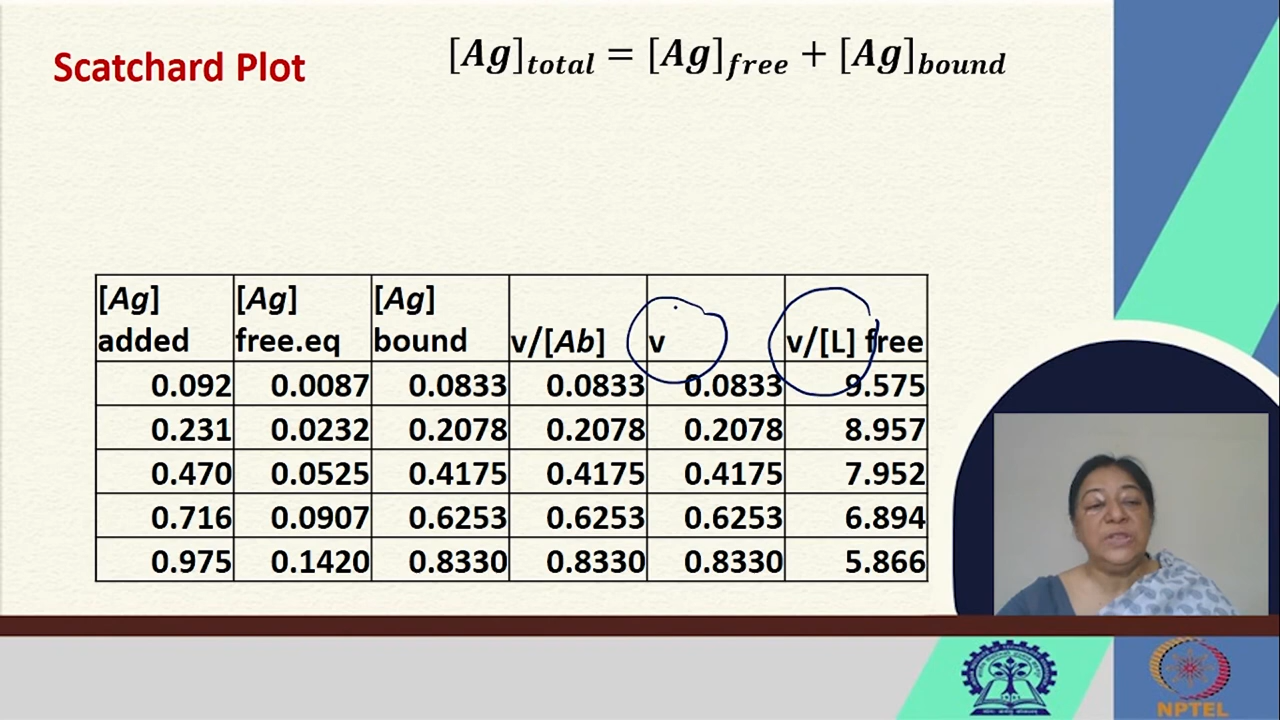 Scatchard Plot
[Ag]total = [Ag]free + [Ag]bound
[Ag] added [Ag] free.eq [Ag] bound v/[Ab] v v/[L] free
0.092 0.0087 0.0833 0.0833 0.0833 9.575
0.231 0.0232 0.2078 0.2078 0.2078 8.957
0.470 0.0525 0.4175 0.4175 0.4175 7.952
0.716 0.0907 0.6253 0.6253 0.6253 6.894
0.975 0.1420 0.8330 0.8330 0.8330 5.866
NPTEL